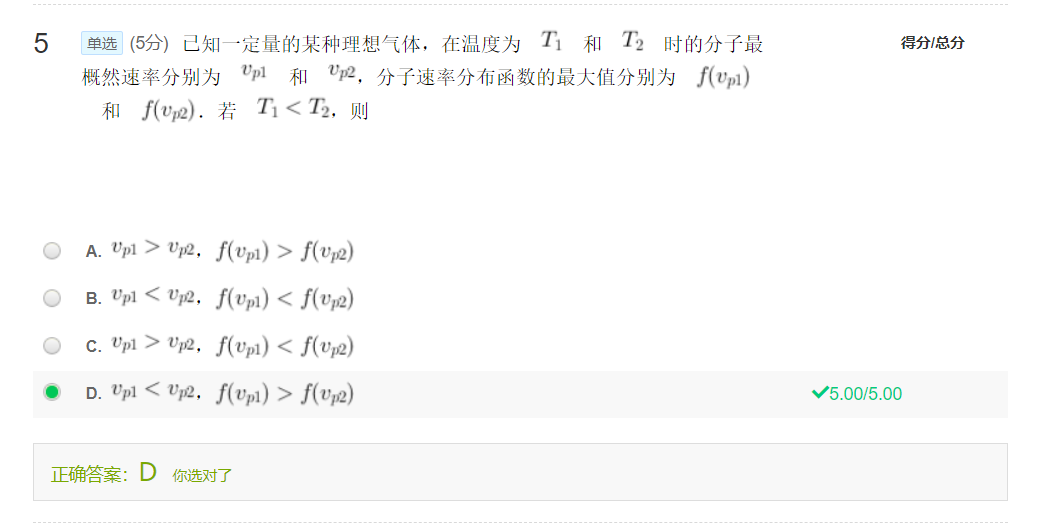 5 单选 (5分) 已知一定量的某种理想气体，在温度为 T₁ 和 T₂ 时的分子最 得分/总分
概然速率分别为 vₚ₁ 和 vₚ₂，分子速率分布函数的最大值分别为 f(vₚ₁)
和 f(vₚ₂)．若 T₁ < T₂，则
A. vₚ₁ > vₚ₂，f(vₚ₁) > f(vₚ₂)
B. vₚ₁ < vₚ₂，f(vₚ₁) < f(vₚ₂)
C. vₚ₁ > vₚ₂，f(vₚ₁) < f(vₚ₂)
D. vₚ₁ < vₚ₂，f(vₚ₁) > f(vₚ₂) ✔5.00/5.00
正确答案：D 你选对了